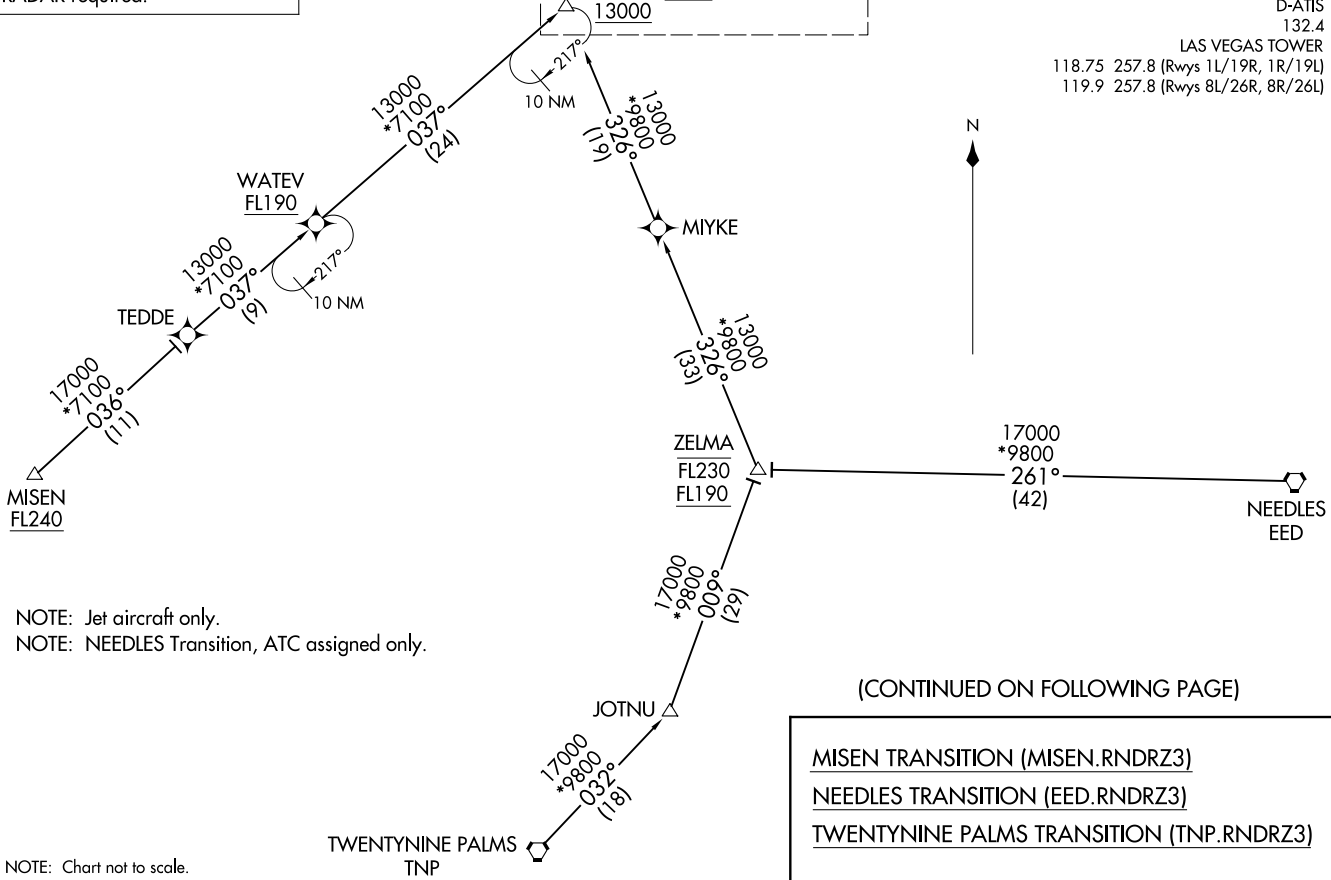 RADAR required.
13000
D-ATIS
132.4
LAS VEGAS TOWER
118.75 257.8 (Rwys 1L/19R, 1R/19L)
119.9 257.8 (Rwys 8L/26R, 8R/26L)
217°
10 NM
13000
*7100
037°
(24)
13000
*9800
326°
(19)
N
WATEV
FL190
MIYKE
217°
10 NM
13000
*7100
037°
(9)
TEDDE
13000
*9800
326°
(33)
17000
*7100
036°
(11)
ZELMA
FL230
FL190
17000
*9800
261°
(42)
MISEN
FL240
NEEDLES
EED
17000
*9800
009°
(29)
NOTE: Jet aircraft only.
NOTE: NEEDLES Transition, ATC assigned only.
(CONTINUED ON FOLLOWING PAGE)
JOTNU
17000
*9800
032°
(18)
MISEN TRANSITION (MISEN.RNDRZ3)
NEEDLES TRANSITION (EED.RNDRZ3)
TWENTYNINE PALMS TRANSITION (TNP.RNDRZ3)
TWENTYNINE PALMS
TNP
NOTE: Chart not to scale.